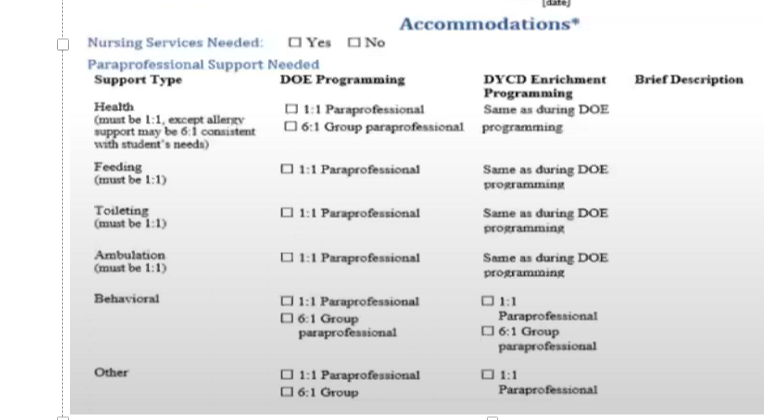 [date]
Accommodations*
Nursing Services Needed: ☐ Yes ☐ No
Paraprofessional Support Needed
Support Type DOE Programming DYCD Enrichment Programming Brief Description
Health
(must be 1:1, except allergy
support may be 6:1 consistent
with student's needs)
☐ 1:1 Paraprofessional
☐ 6:1 Group paraprofessional
Same as during DOE
programming
Feeding
(must be 1:1)
☐ 1:1 Paraprofessional
Same as during DOE
programming
Toileting
(must be 1:1)
☐ 1:1 Paraprofessional
Same as during DOE
programming
Ambulation
(must be 1:1)
☐ 1:1 Paraprofessional
Same as during DOE
programming
Behavioral
☐ 1:1 Paraprofessional
☐ 6:1 Group
paraprofessional
☐ 1:1
Paraprofessional
☐ 6:1 Group
paraprofessional
Other
☐ 1:1 Paraprofessional
☐ 6:1 Group
☐ 1:1
Paraprofessional